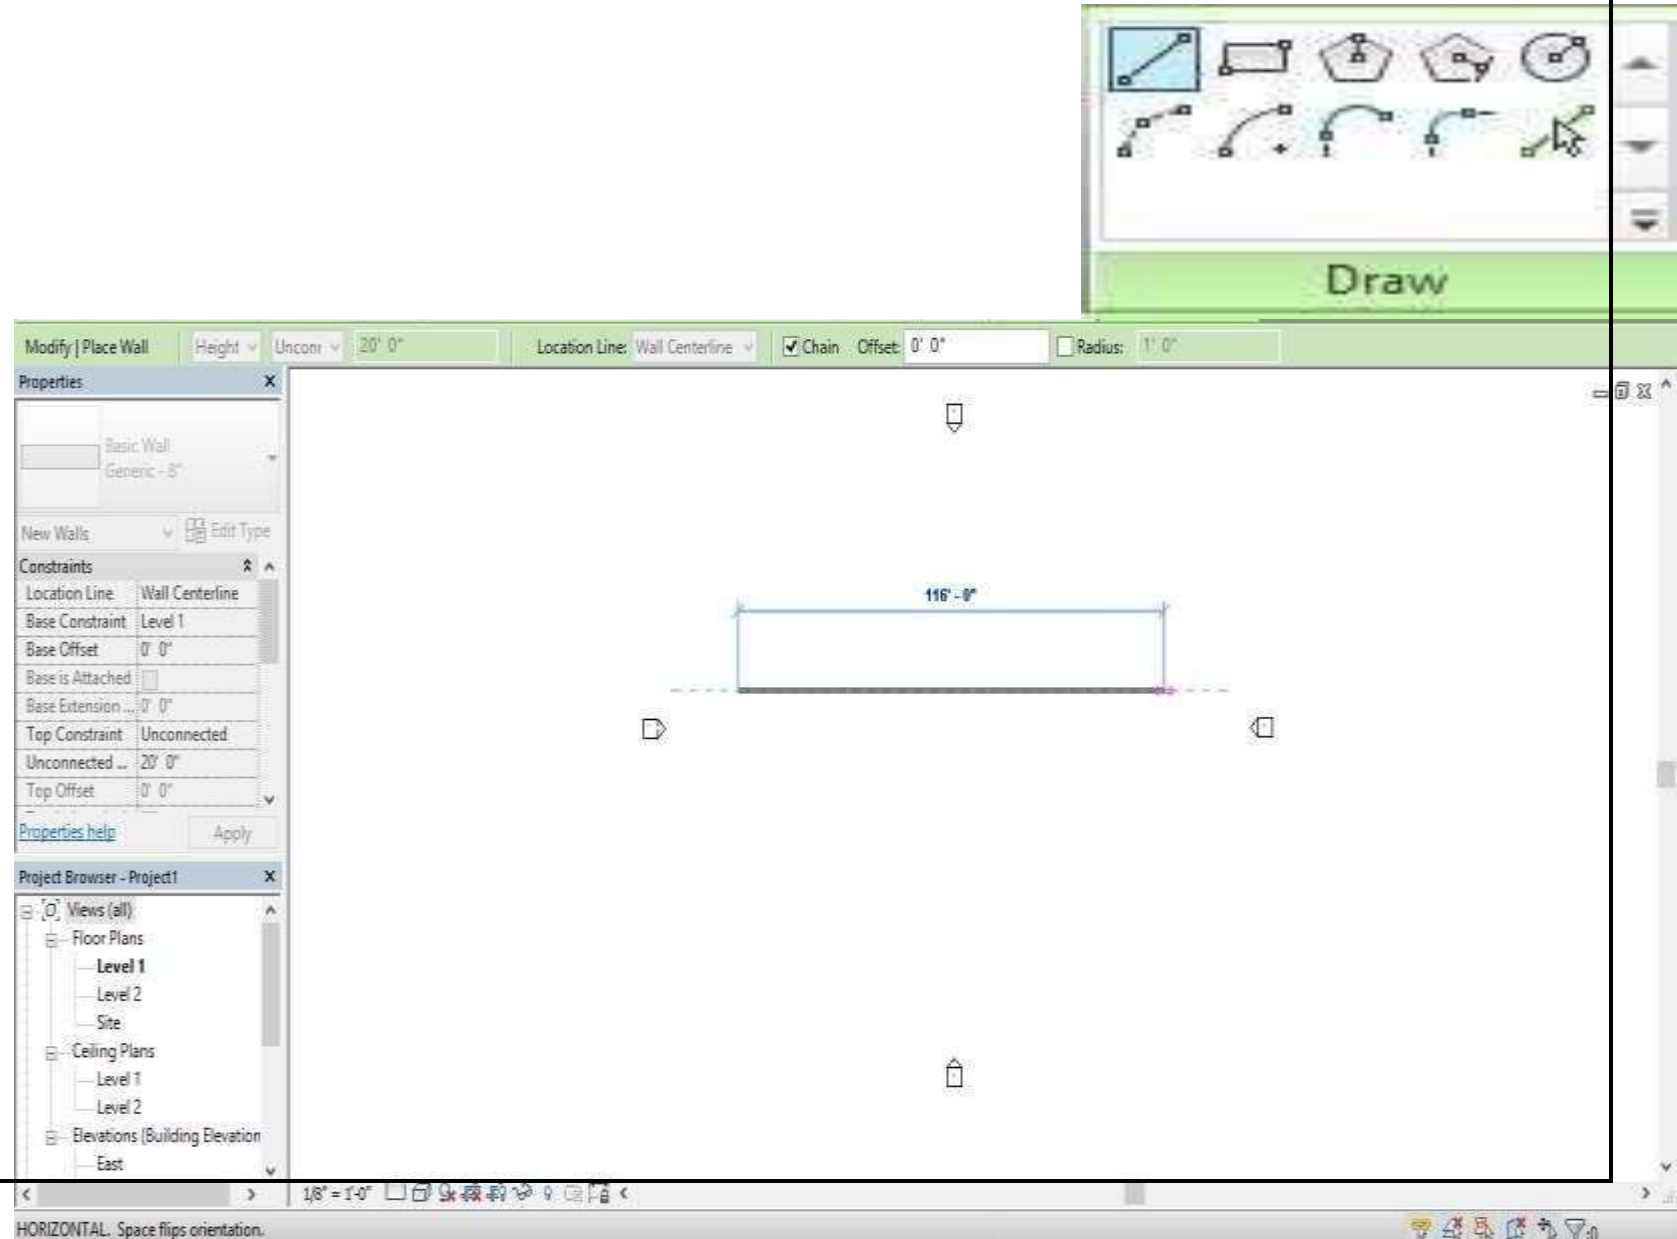 Draw
Modify | Place Wall Height Unconr 20' 0" Location Line: Wall Centerline Chain Offset: 0' 0" Radius: 1' 0"
Properties X
Basic Wall
Generic - 8"
New Walls Edit Type
Constraints
Location Line Wall Centerline
Base Constraint Level 1
Base Offset 0' 0"
Base is Attached
Base Extension ... 0' 0"
Top Constraint Unconnected
Unconnected ... 20' 0"
Top Offset 0' 0"
Properties help Apply
116' - 0"
Project Browser - Project1 X
Views (all)
Floor Plans
Level 1
Level 2
Site
Ceiling Plans
Level 1
Level 2
Elevations (Building Elevation
East
1/8" = 1'-0"
HORIZONTAL. Space flips orientation.
:0